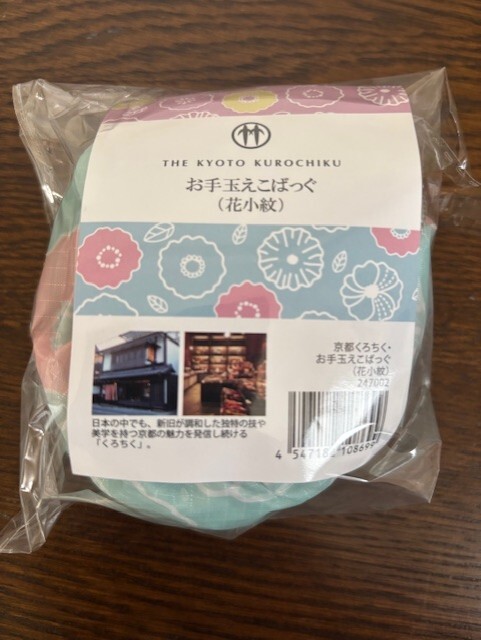 THE KYOTO KUROCHIKU
お手玉えこばっぐ
（花小紋）
京都くろちく・
お手玉えこばっぐ
（花小紋）
247002
日本の中でも、新旧が調和した独特の技や
美学を持つ京都の魅力を発信し続ける
「くろちく」。